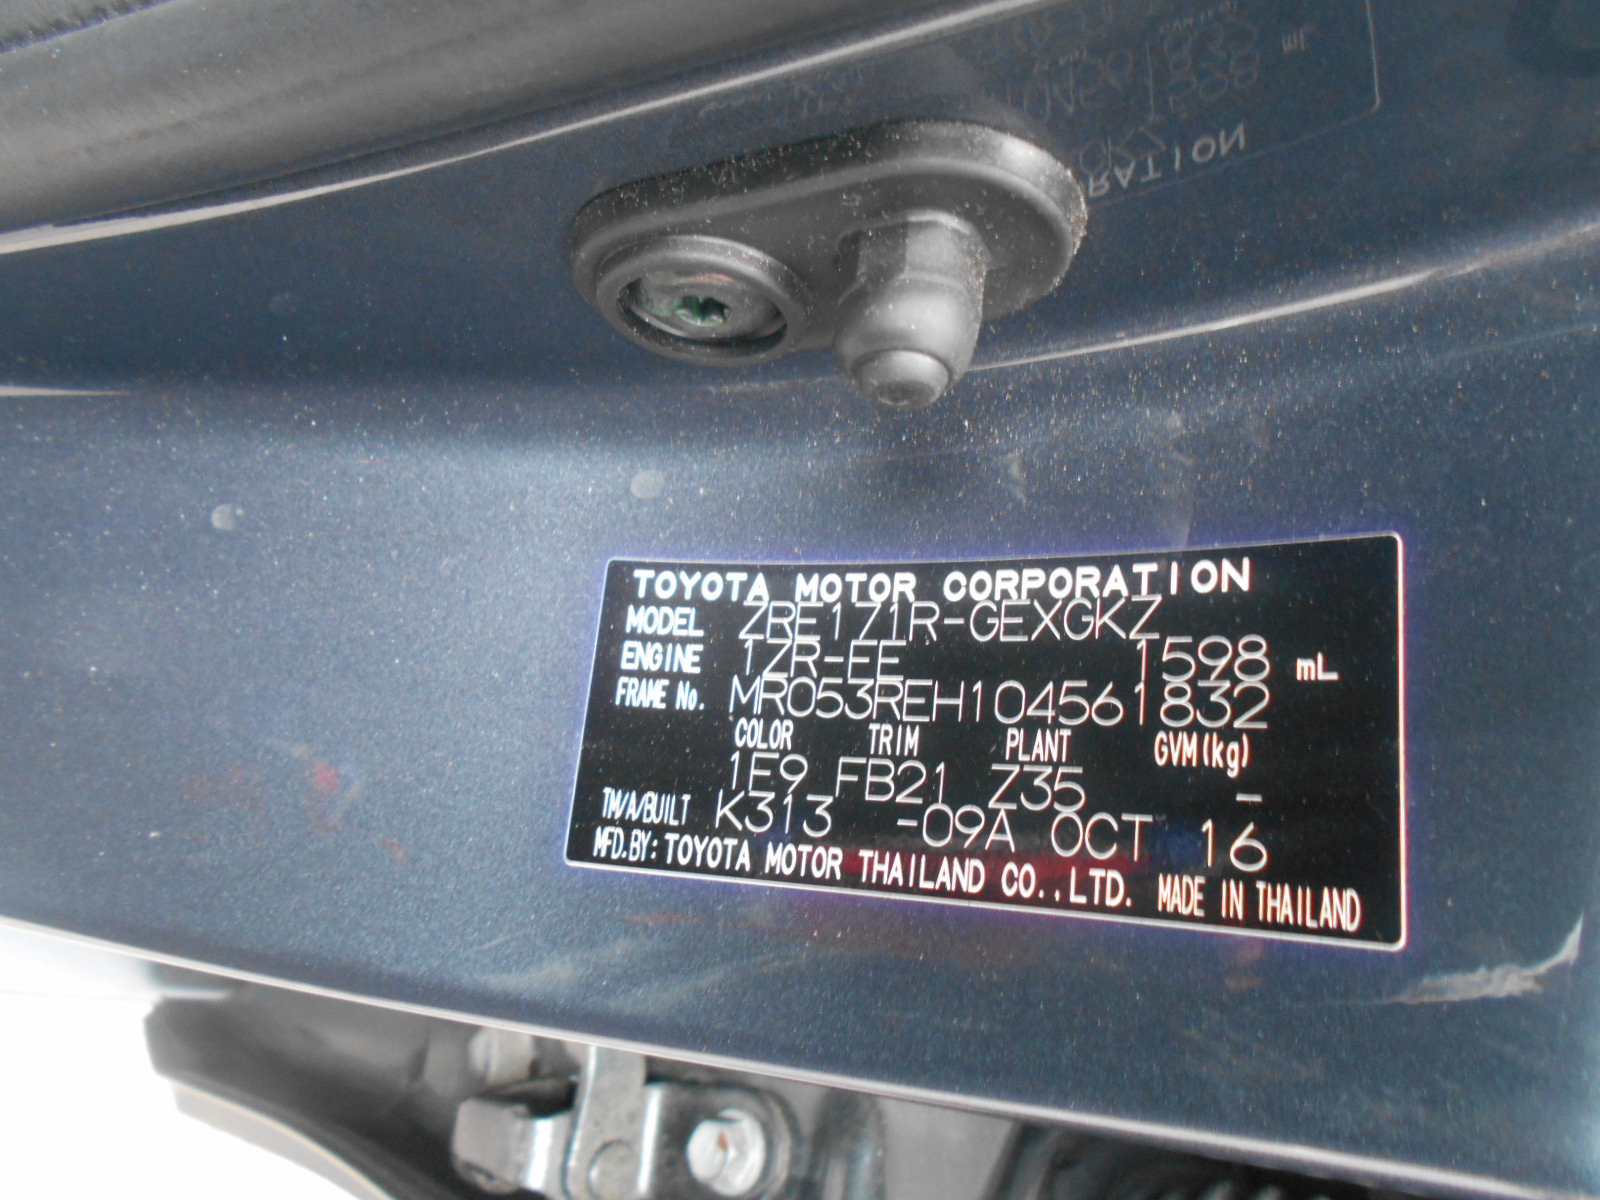 TOYOTA MOTOR CORPORATION
MODEL ZRE171R-GEXGKZ
ENGINE 1ZR-FE 1598 mL
FRAME No. MR053REH104561832
COLOR TRIM PLANT GVM(kg)
1E9 FB21 Z35 -
TM/A/BUILT K313 -09A OCT 16
MFD.BY: TOYOTA MOTOR THAILAND CO.,LTD. MADE IN THAILAND